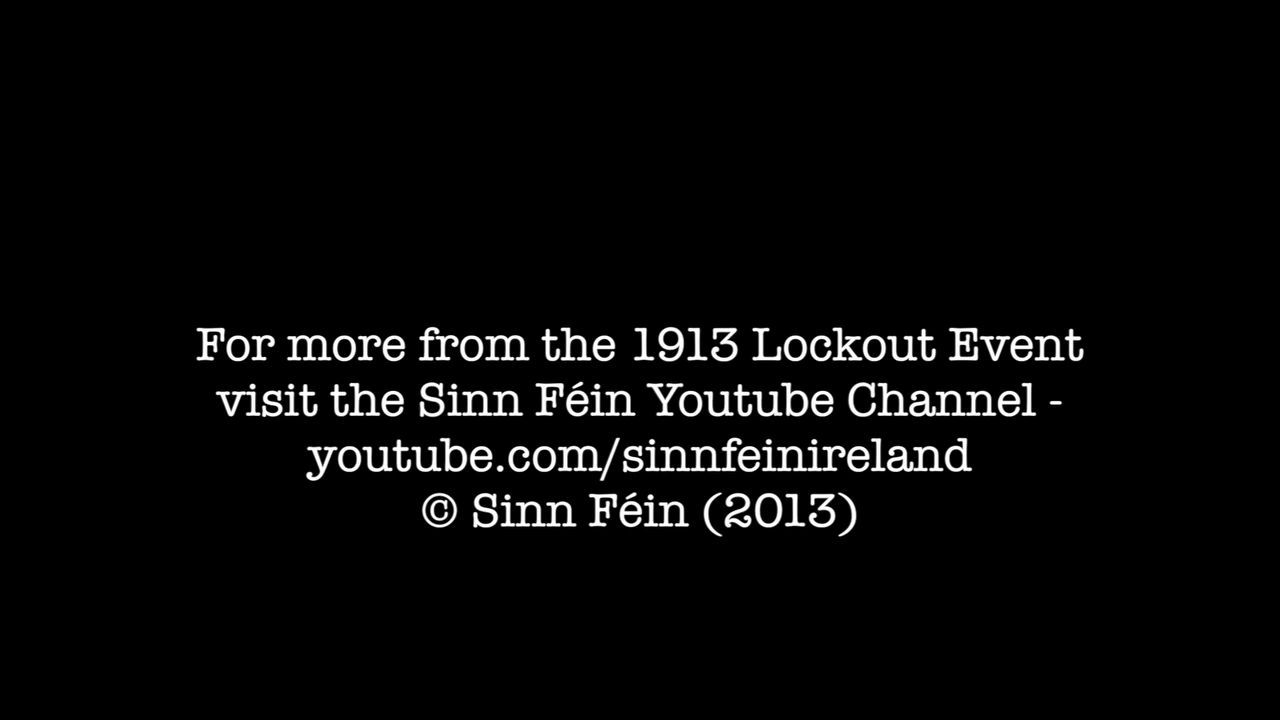 For more from the 1913 Lockout Event
visit the Sinn Féin Youtube Channel -
youtube.com/sinnfeinireland
© Sinn Féin (2013)